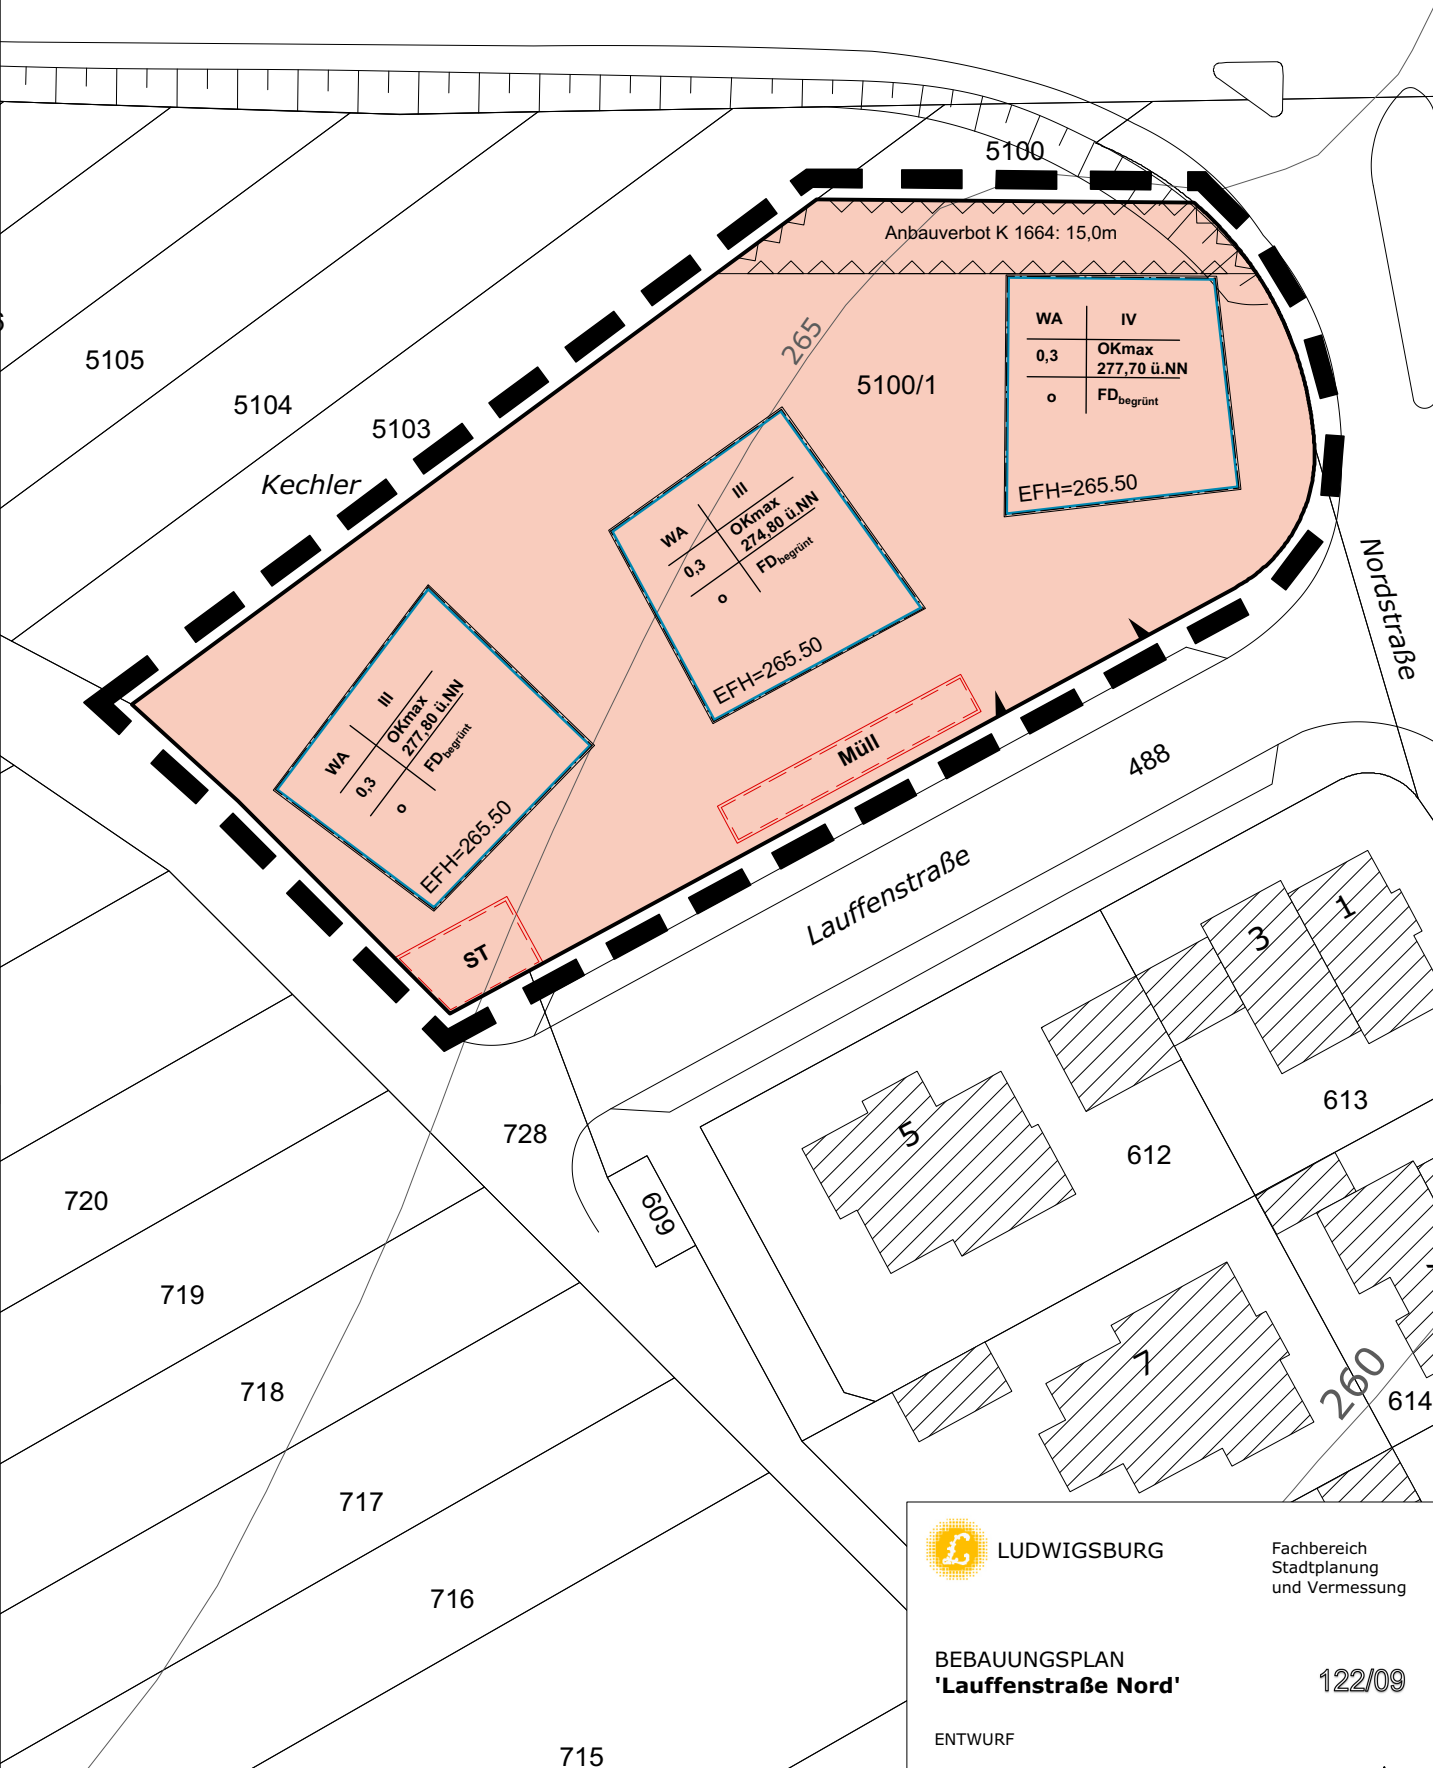 5100
Anbauverbot K 1664: 15,0m
265
5100/1
WA IV
0,3 OKmax
277,70 ü.NN
o FDbegrünt
EFH=265.50
5105
5104
5103
Kechler
WA III
0,3 OKmax
274,80 ü.NN
o FDbegrünt
EFH=265.50
WA III
0,3 OKmax
277,80 ü.NN
o FDbegrünt
EFH=265.50
Müll
ST
Nordstraße
488
Lauffenstraße
1
3
5
613
612
728
609
720
719
718
7
260
614
717
716
715
LUDWIGSBURG
Fachbereich
Stadtplanung
und Vermessung
BEBAUUNGSPLAN
'Lauffenstraße Nord'
122/09
ENTWURF